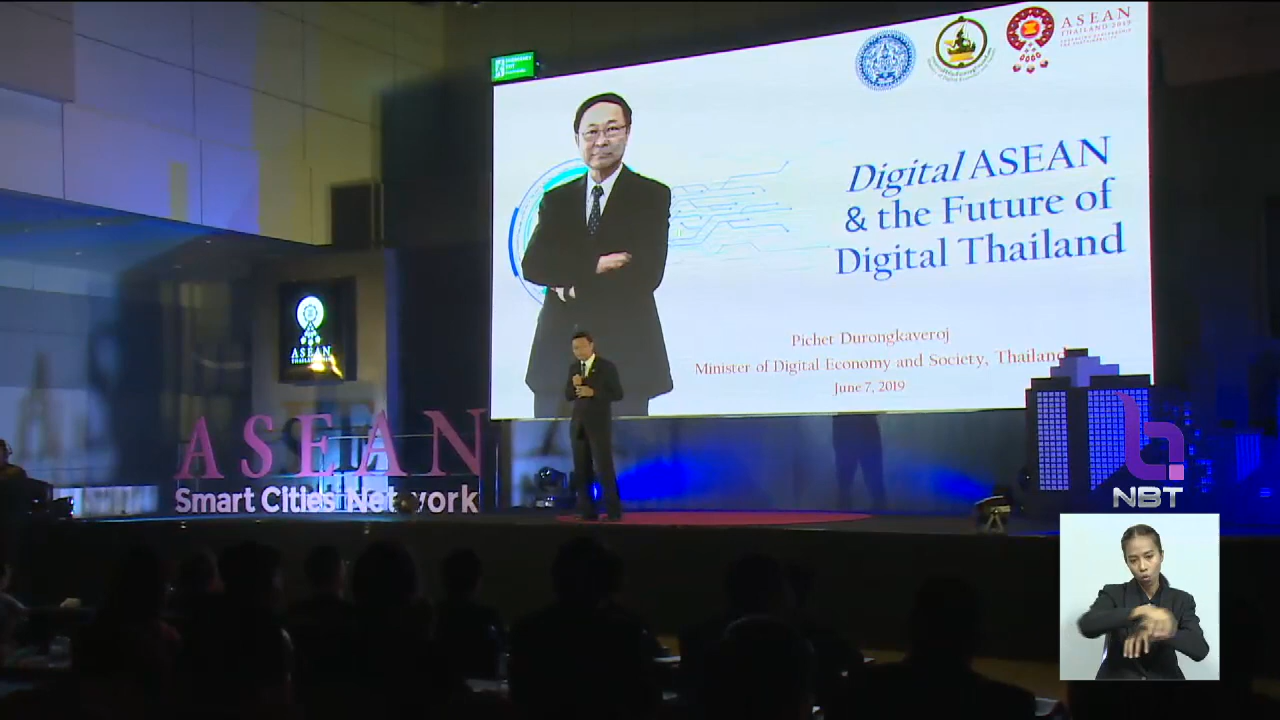 ASEAN
THAILAND 2019
Digital ASEAN
& the Future of
Digital Thailand
Pichet Durongkaveroj
Minister of Digital Economy and Society, Thailand
June 7, 2019
ASEAN
ASEAN
Smart Cities Network
NBT